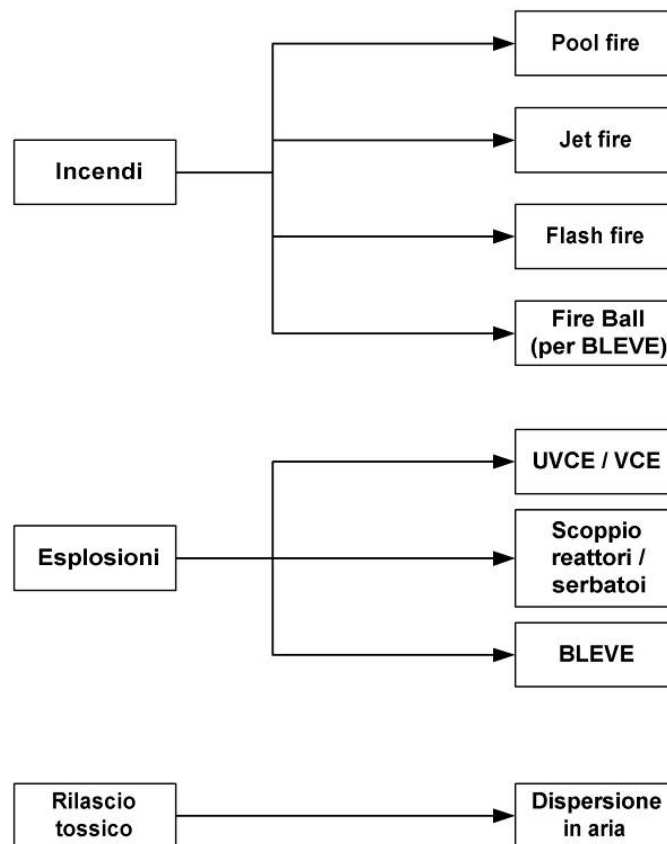 Pool fire
Jet fire
Incendi
Flash fire
Fire Ball
(per BLEVE)
UVCE / VCE
Esplosioni
Scoppio
reattori /
serbatoi
BLEVE
Rilascio
tossico
Dispersione
in aria